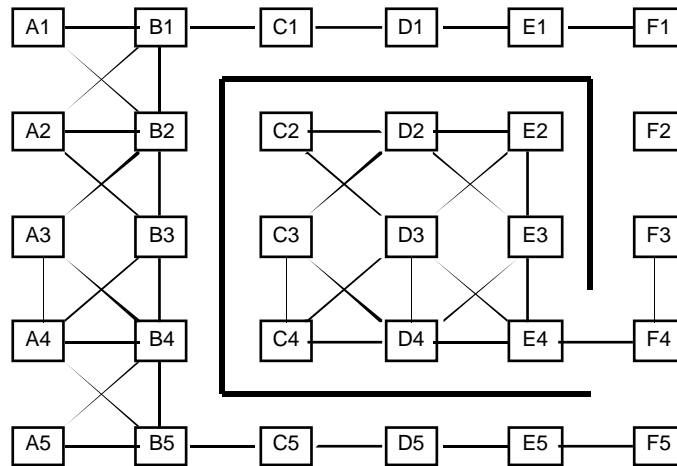 A1 B1 C1 D1 E1 F1
A2 B2 C2 D2 E2 F2
A3 B3 C3 D3 E3 F3
A4 B4 C4 D4 E4 F4
A5 B5 C5 D5 E5 F5